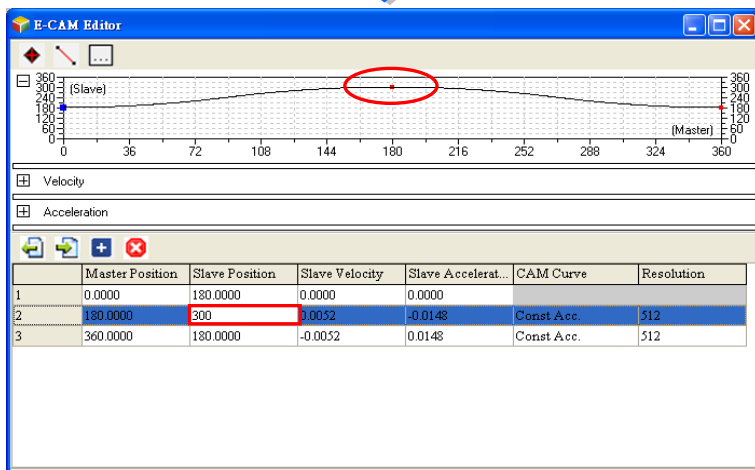 E-CAM Editor
...
360 (Slave) 360
300 300
240 240
180 180
120 120
60 (Master) 60
0 0
0 36 72 108 144 180 216 252 288 324 360
Velocity
Acceleration
Master Position Slave Position Slave Velocity Slave Accelerat... CAM Curve Resolution
1 0.0000 180.0000 0.0000 0.0000
2 180.0000 300 0.0052 -0.0148 Const Acc. 512
3 360.0000 180.0000 -0.0052 0.0148 Const Acc. 512